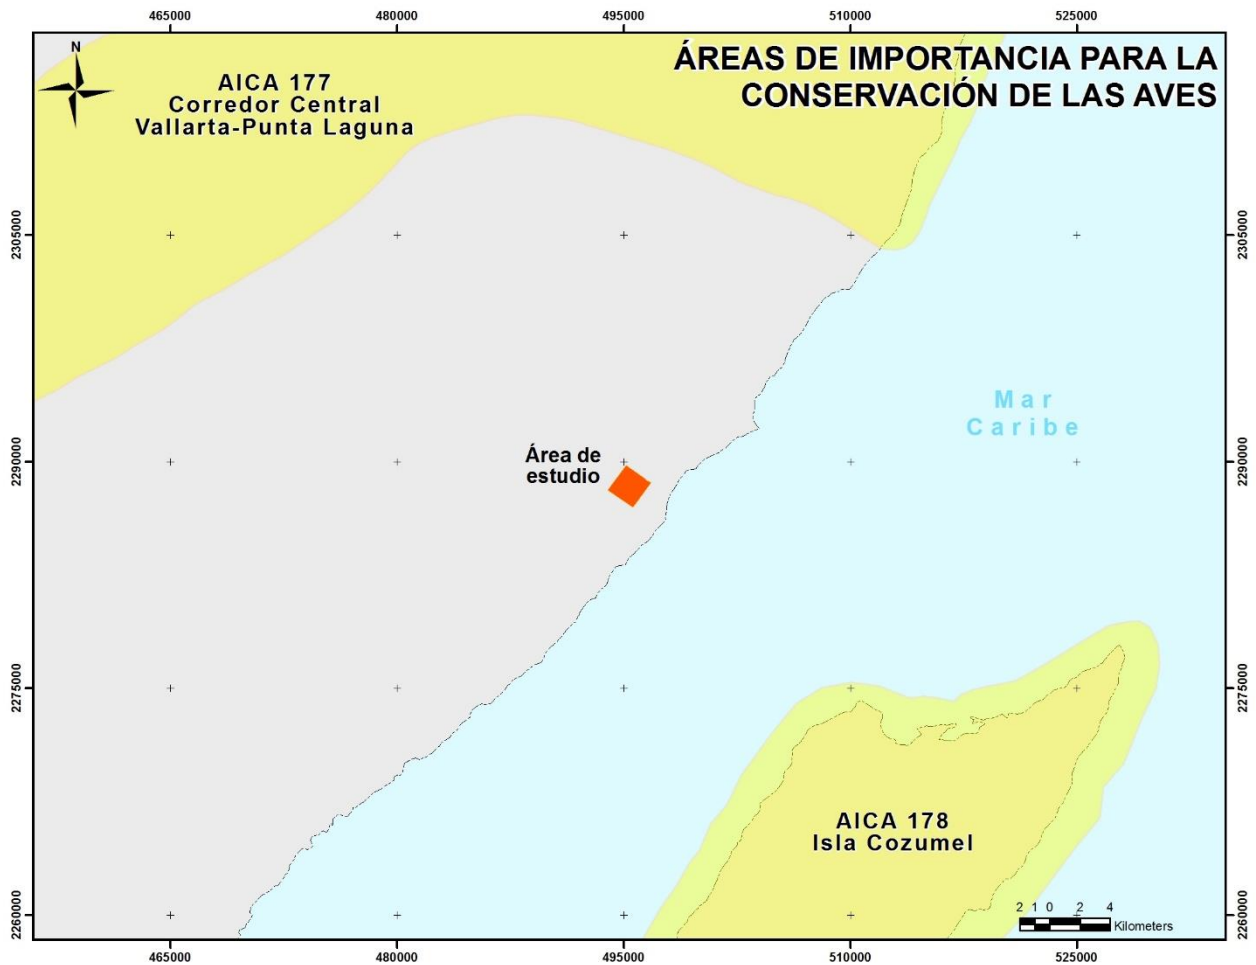 465000
480000
495000
510000
525000
N
ÁREAS DE IMPORTANCIA PARA LA
CONSERVACIÓN DE LAS AVES
AICA 177
Corredor Central
Vallarta-Punta Laguna
2305000
2305000
Mar
Caribe
2290000
2290000
Área de
estudio
2275000
2275000
AICA 178
Isla Cozumel
2260000
2260000
2 1 0 2 4
Kilometers
465000
480000
495000
510000
525000